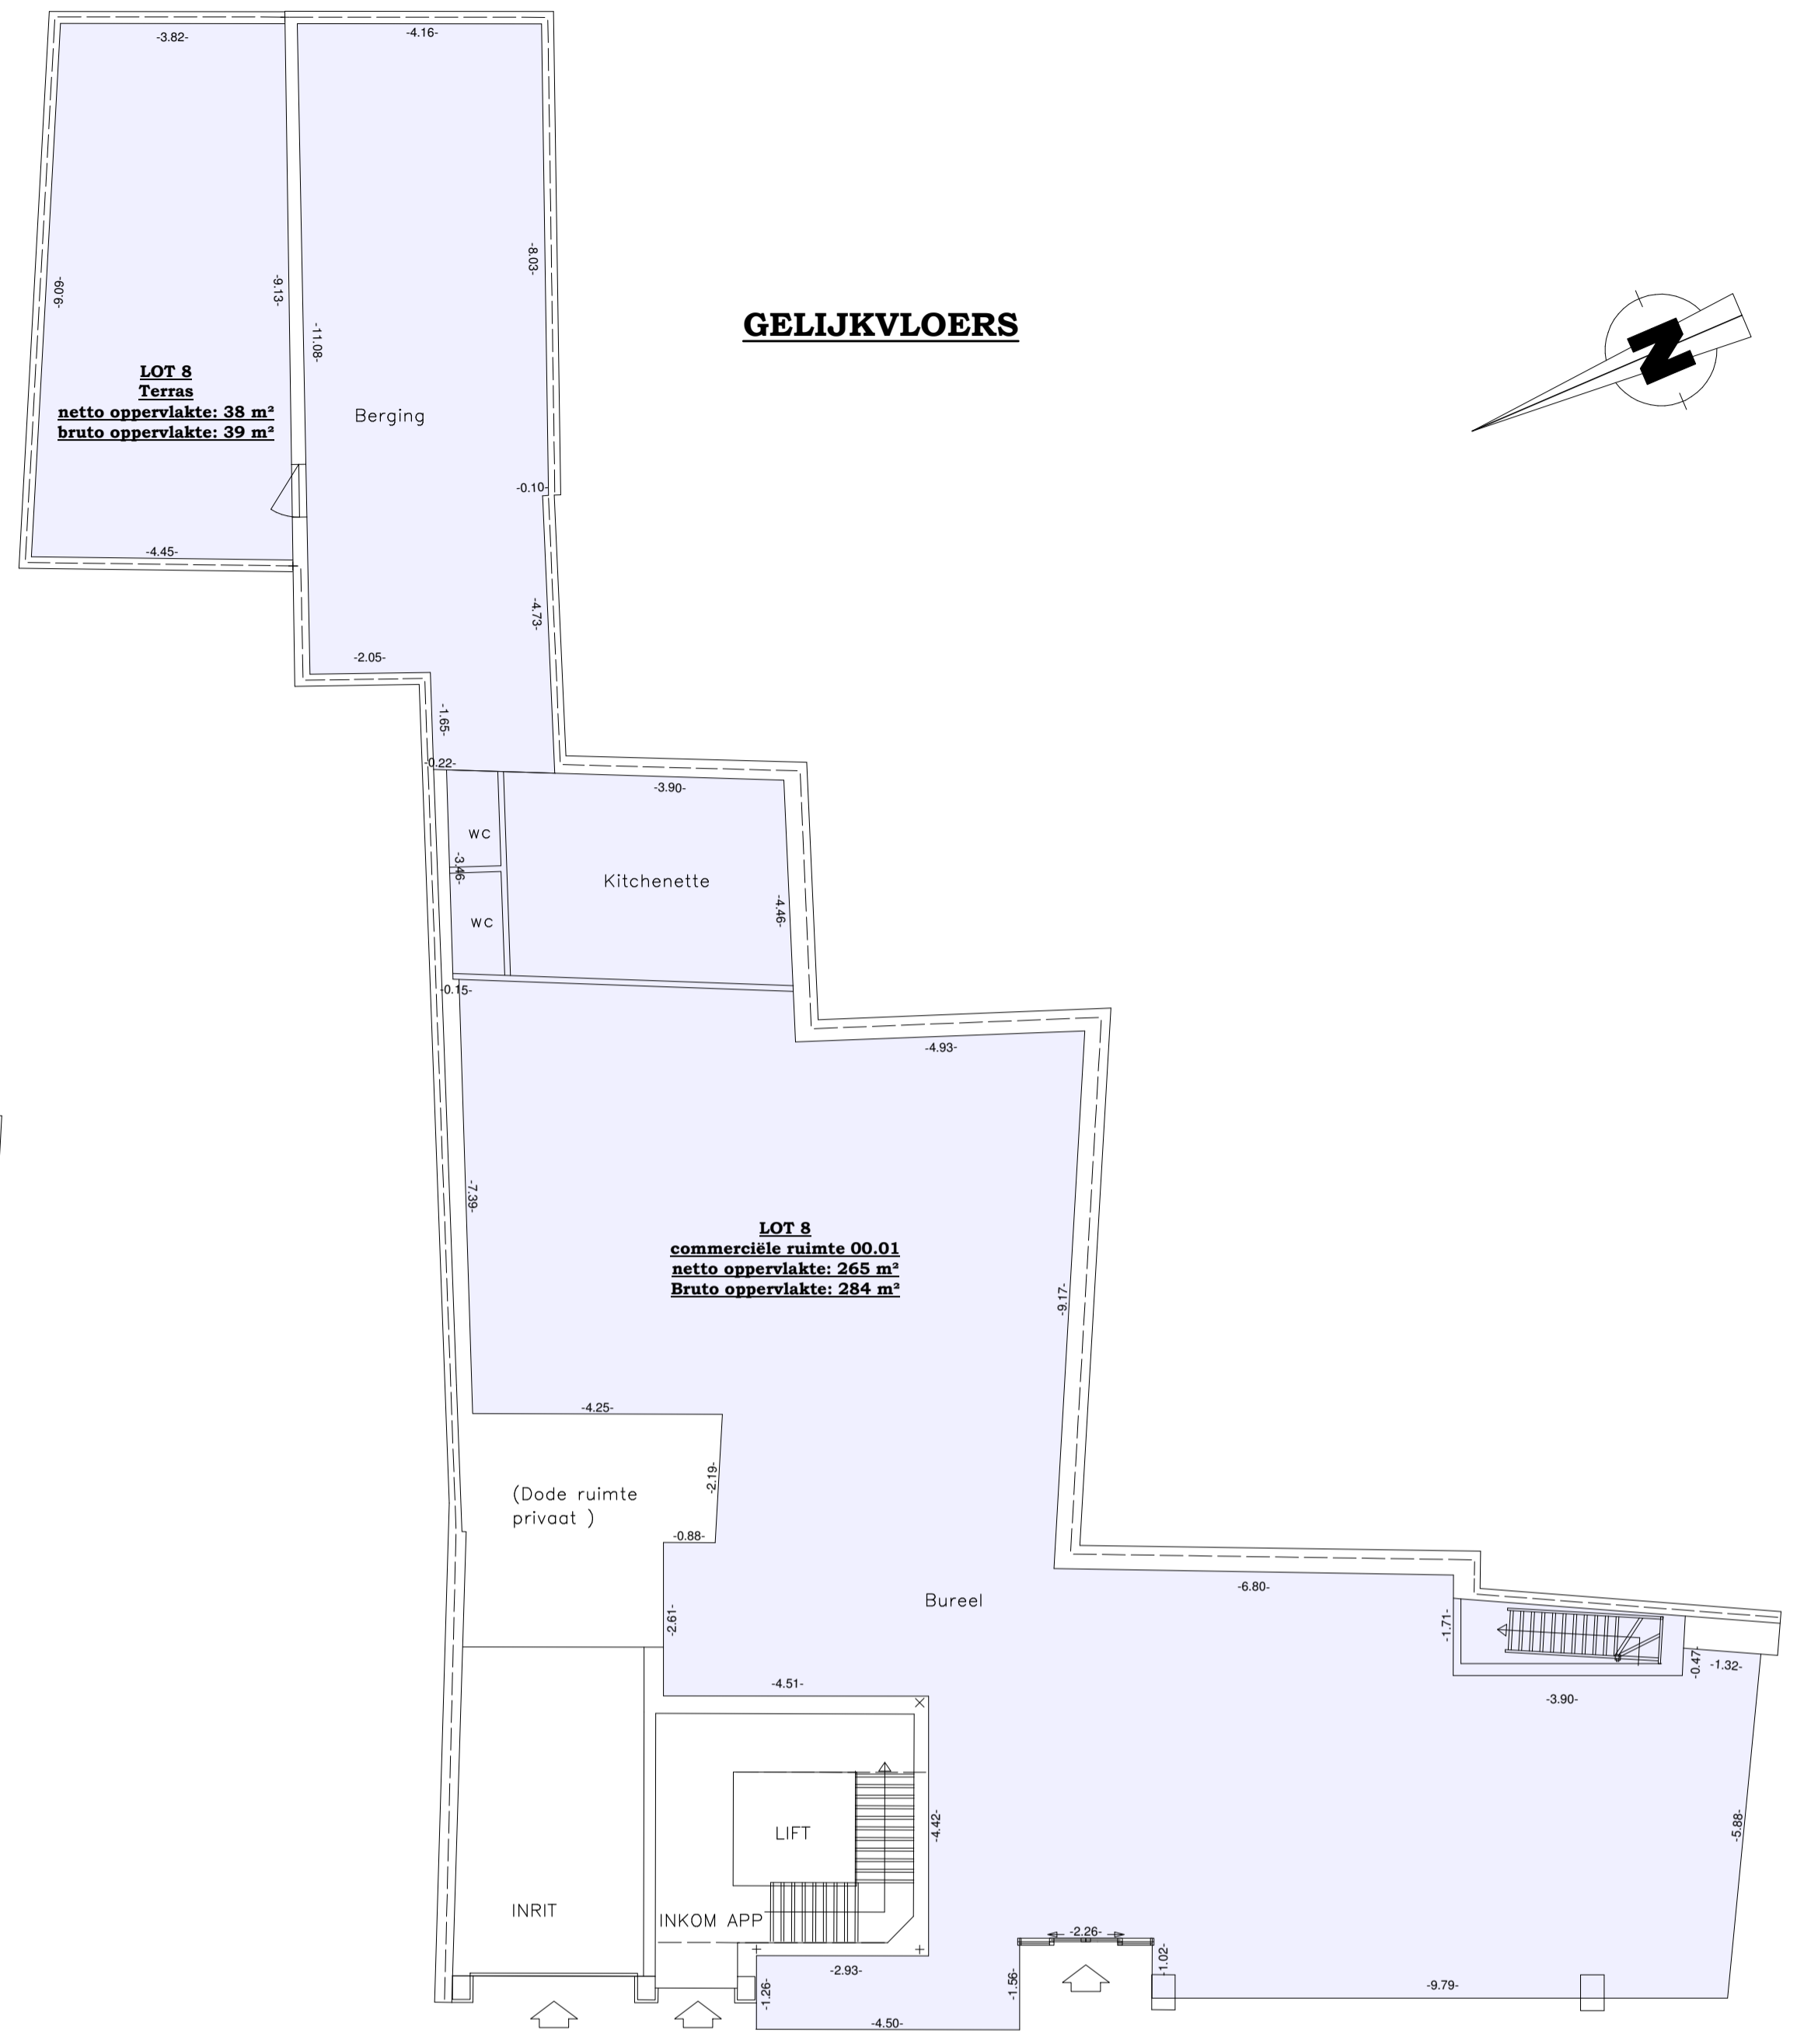 -3.82-
-4.16-
-9.09-
-9.13-
-11.08-
-8.03-
GELIJKVLOERS
N
LOT 8
Terras
netto oppervlakte: 38 m²
bruto oppervlakte: 39 m²
Berging
-0.10-
-4.45-
-4.73-
-2.05-
-1.65-
-0.22-
-3.90-
WC
-3.46-
Kitchenette
-4.46-
WC
-0.15-
-4.93-
-7.39-
LOT 8
commerciële ruimte 00.01
netto oppervlakte: 265 m²
Bruto oppervlakte: 284 m²
-9.17-
-4.25-
-2.19-
(Dode ruimte
privaat )
-0.88-
-6.80-
Bureel
-2.61-
-1.71-
-0.47-
-1.32-
-4.51-
-3.90-
LIFT
-4.42-
-5.88-
INRIT
INKOM APP
-2.26-
-1.02-
-2.93-
-1.26-
-1.56-
-9.79-
-4.50-